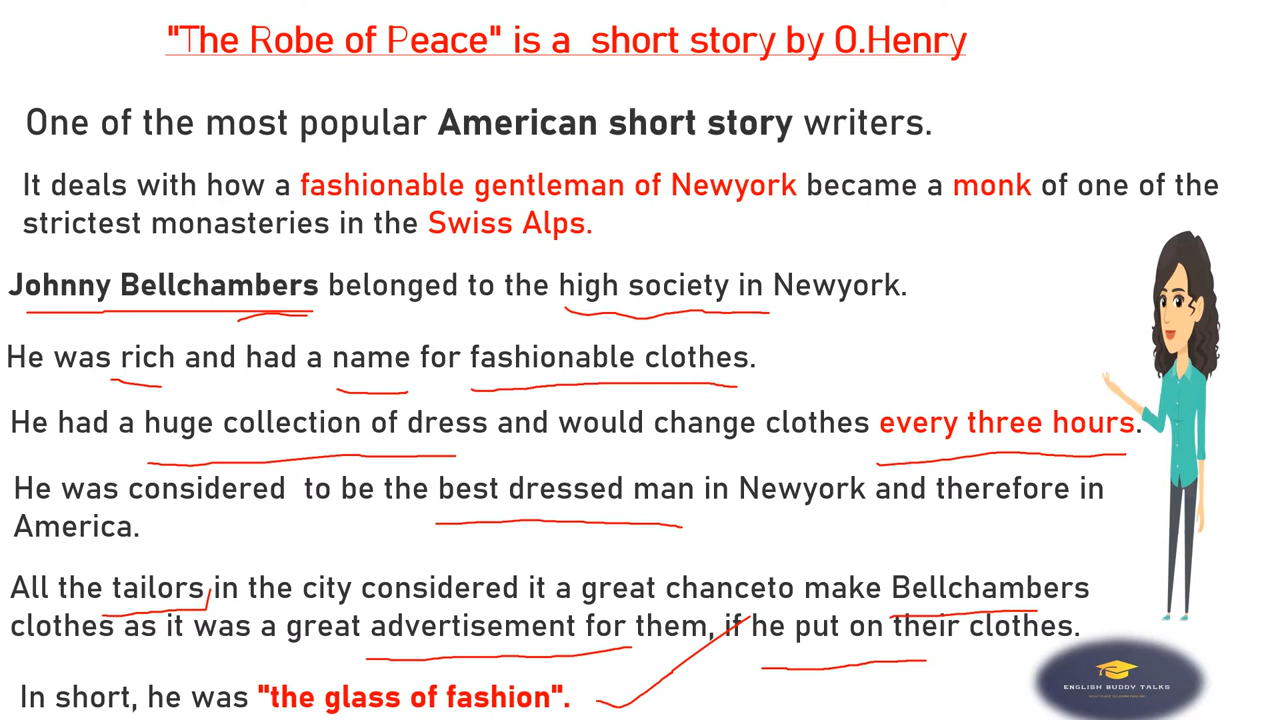 "The Robe of Peace" is a short story by O.Henry
One of the most popular American short story writers.
It deals with how a fashionable gentleman of Newyork became a monk of one of the
strictest monasteries in the Swiss Alps.
Johnny Bellchambers belonged to the high society in Newyork.
He was rich and had a name for fashionable clothes.
He had a huge collection of dress and would change clothes every three hours.
He was considered to be the best dressed man in Newyork and therefore in
America.
All the tailors in the city considered it a great chanceto make Bellchambers
clothes as it was a great advertisement for them, if he put on their clothes.
In short, he was "the glass of fashion".
ENGLISH BUDDY TALKS